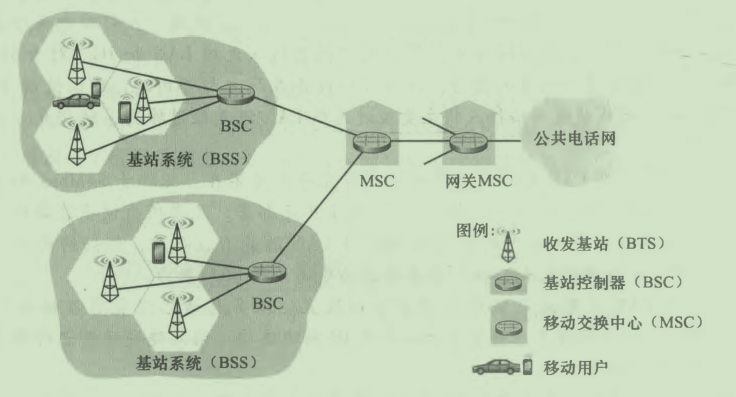 BSC
基站系统（BSS）
MSC
网关MSC
公共电话网
BSC
基站系统（BSS）
图例:
收发基站（BTS）
基站控制器（BSC）
移动交换中心（MSC）
移动用户